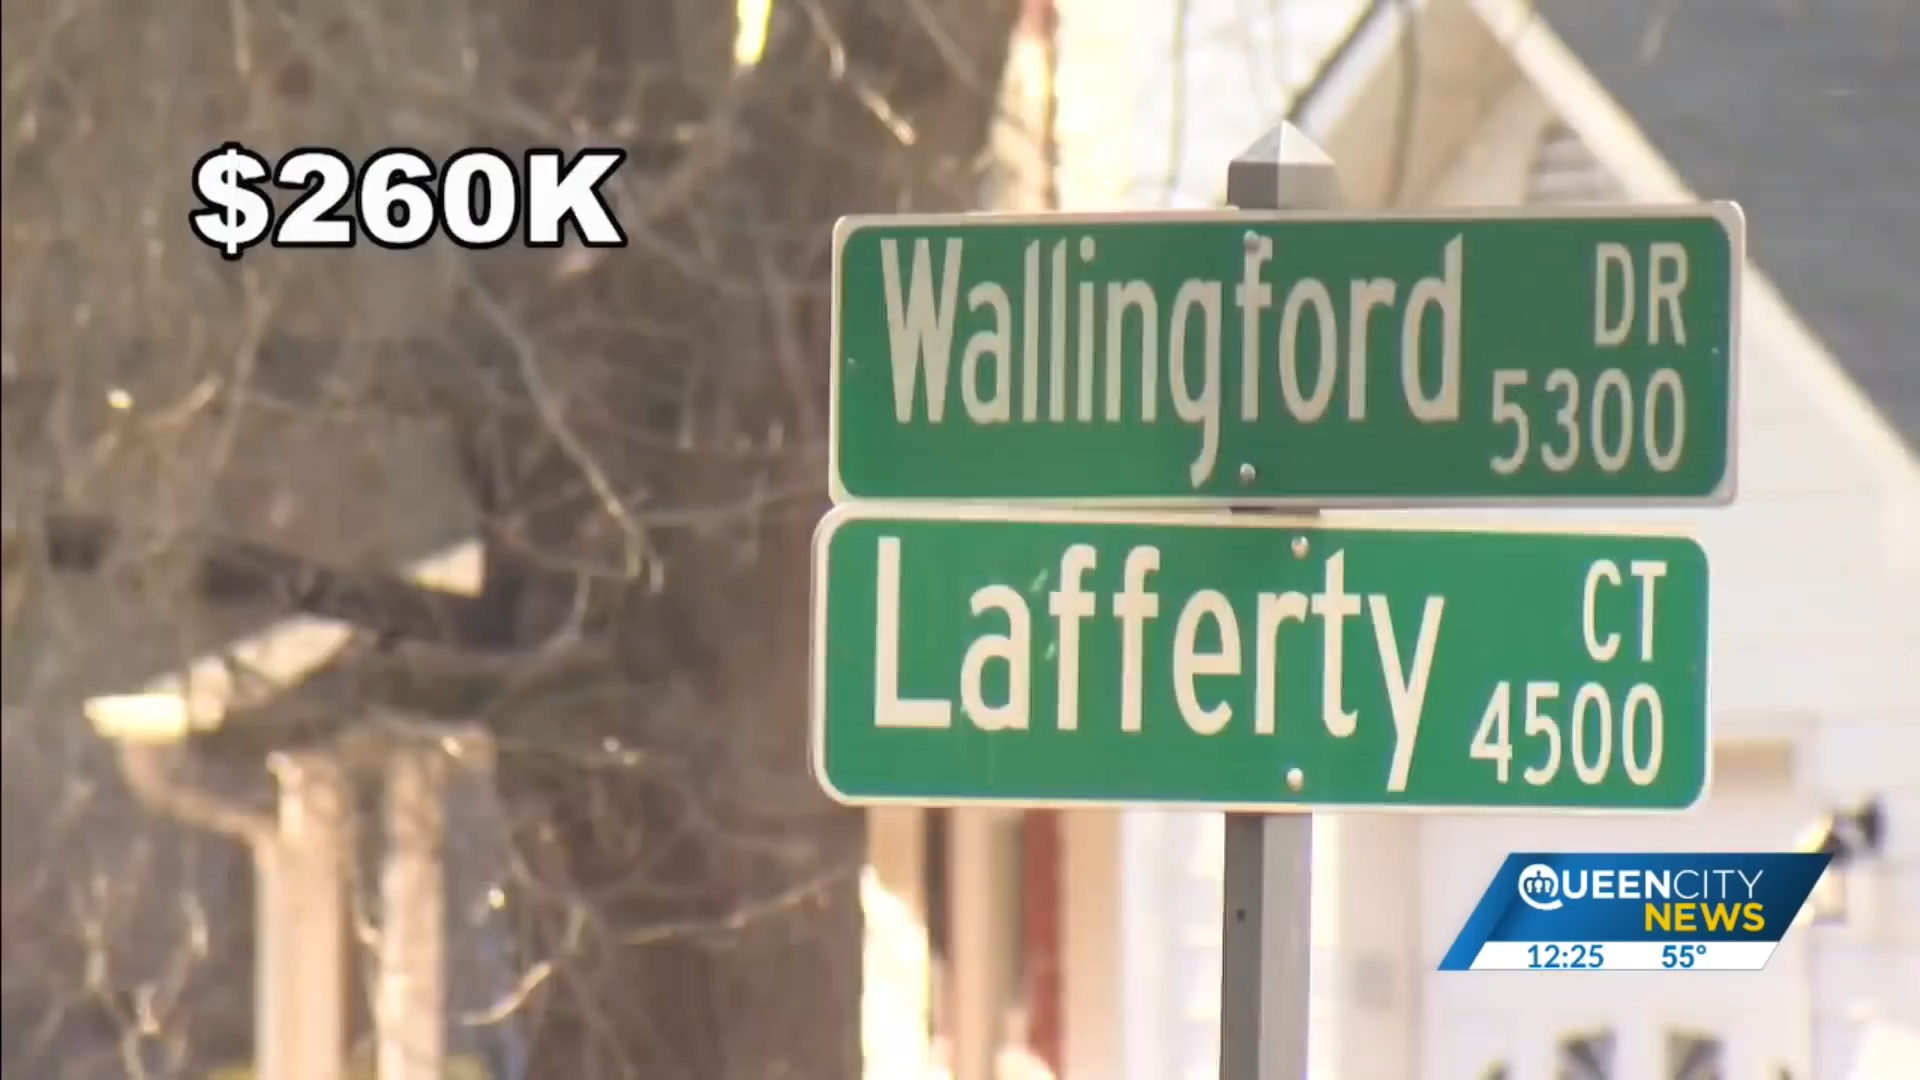 $260K
Wallingford DR 5300
Lafferty CT 4500
QUEENCITY
NEWS
12:25 55°